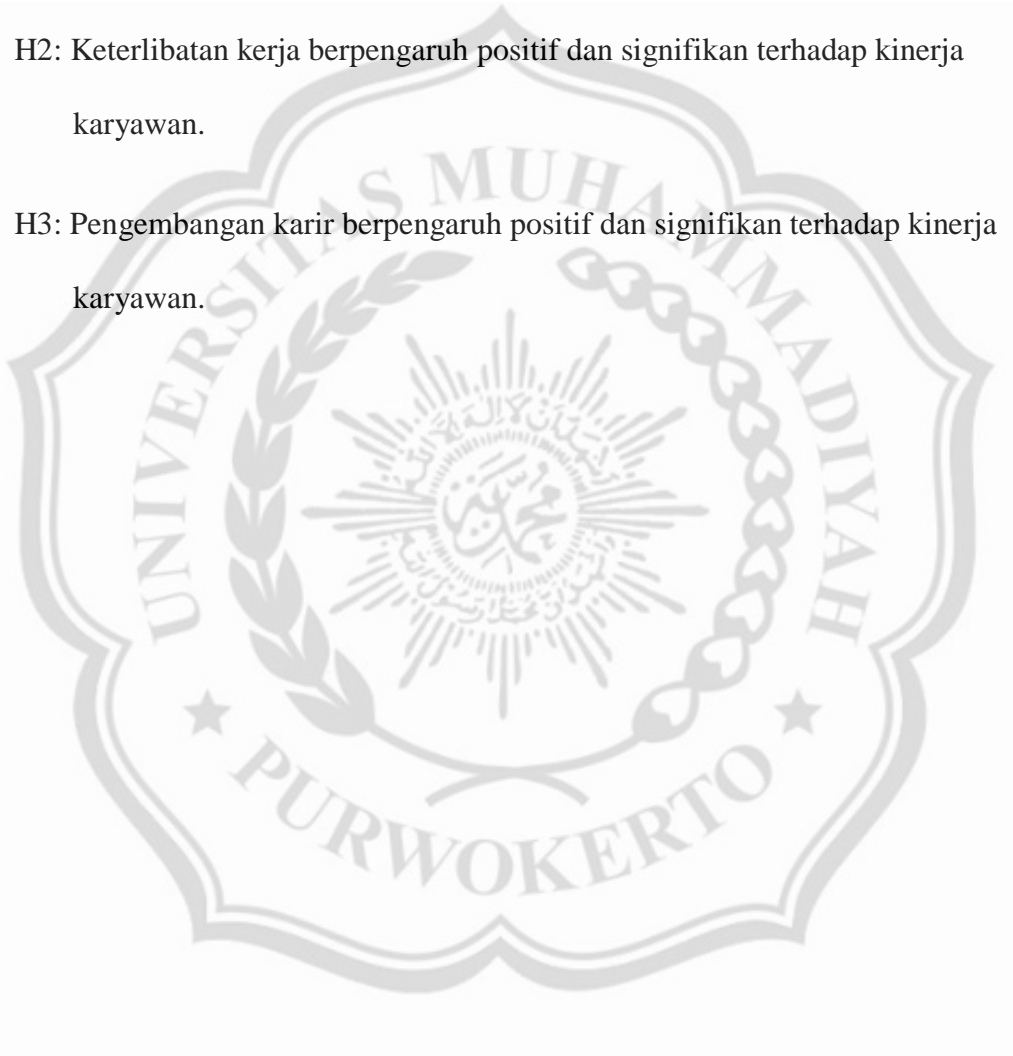 H2: Keterlibatan kerja berpengaruh positif dan signifikan terhadap kinerja
karyawan.
H3: Pengembangan karir berpengaruh positif dan signifikan terhadap kinerja
karyawan.
UNIVERSITAS MUHAMMADIYAH
PURWOKERTO
محمد